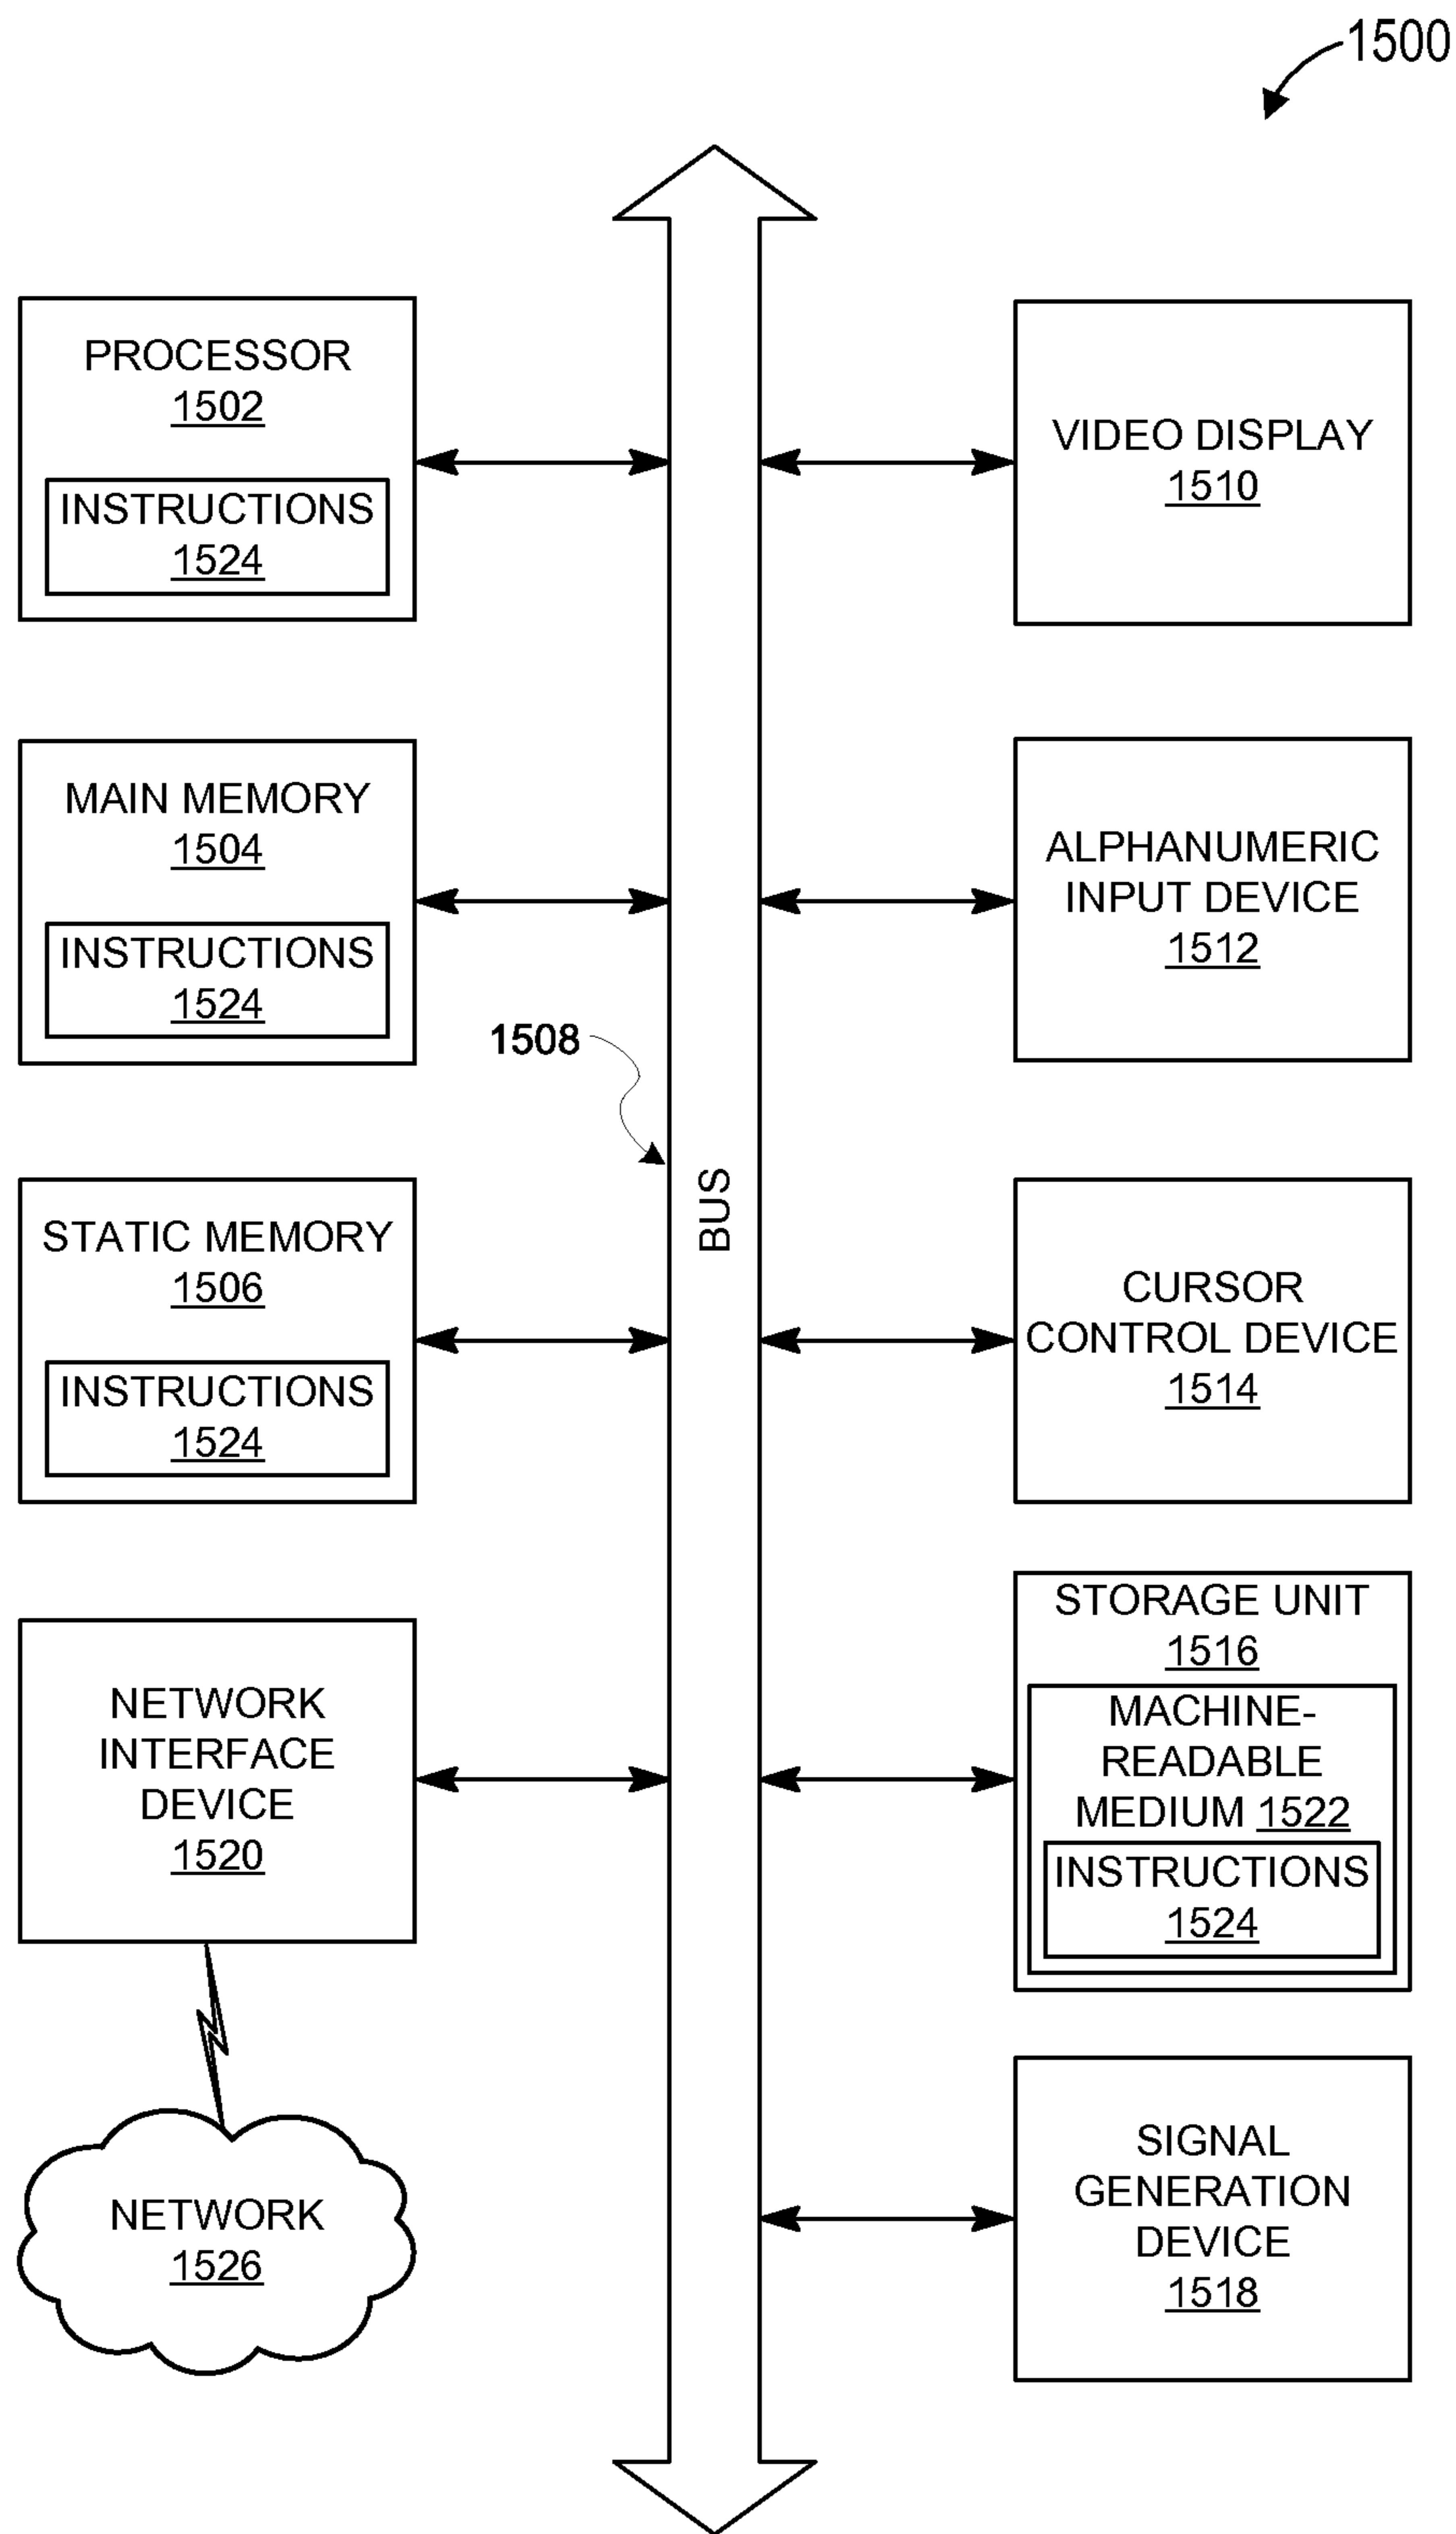 1500
PROCESSOR
1502
INSTRUCTIONS
1524
VIDEO DISPLAY
1510
MAIN MEMORY
1504
INSTRUCTIONS
1524
ALPHANUMERIC
INPUT DEVICE
1512
1508
BUS
STATIC MEMORY
1506
INSTRUCTIONS
1524
CURSOR
CONTROL DEVICE
1514
NETWORK
INTERFACE
DEVICE
1520
STORAGE UNIT
1516
MACHINE-
READABLE
MEDIUM 1522
INSTRUCTIONS
1524
NETWORK
1526
SIGNAL
GENERATION
DEVICE
1518